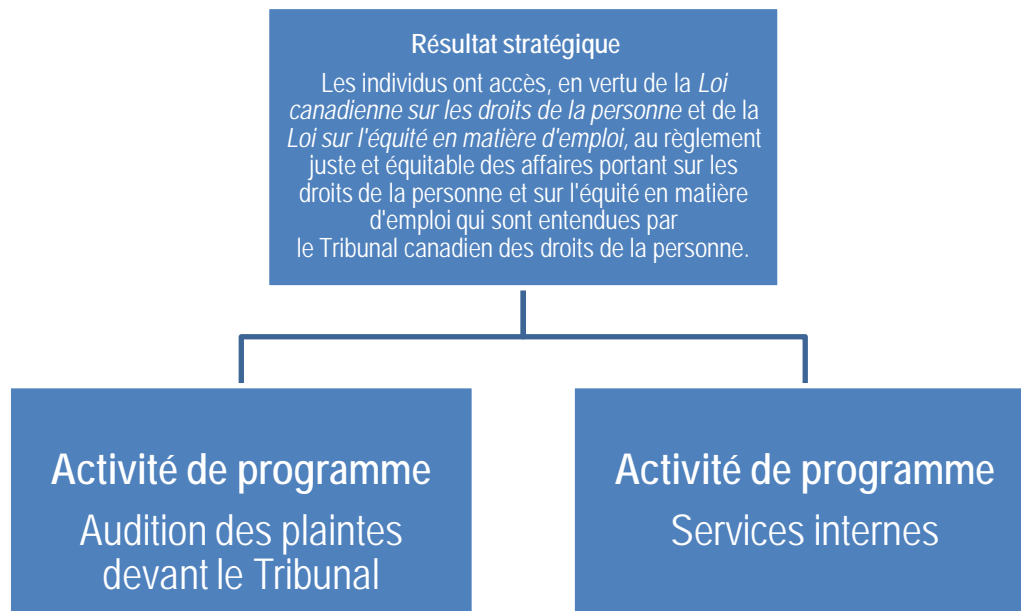 Résultat stratégique
Les individus ont accès, en vertu de la Loi
canadienne sur les droits de la personne et de la
Loi sur l'équité en matière d'emploi, au règlement
juste et équitable des affaires portant sur les
droits de la personne et sur l'équité en matière
d'emploi qui sont entendues par
le Tribunal canadien des droits de la personne.
Activité de programme
Audition des plaintes
devant le Tribunal
Activité de programme
Services internes